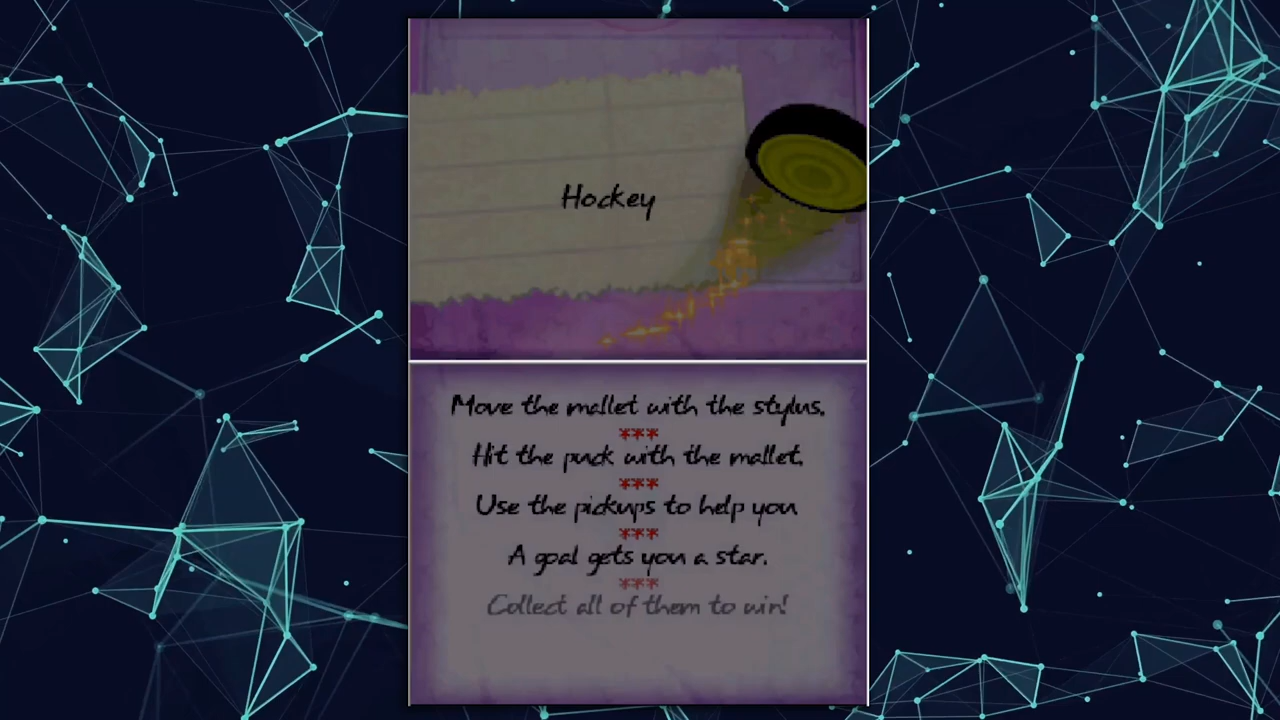 Hockey
Move the mallet with the stylus.
***
Hit the puck with the mallet.
***
Use the pickups to help you
***
A goal gets you a star.
***
Collect all of them to win!